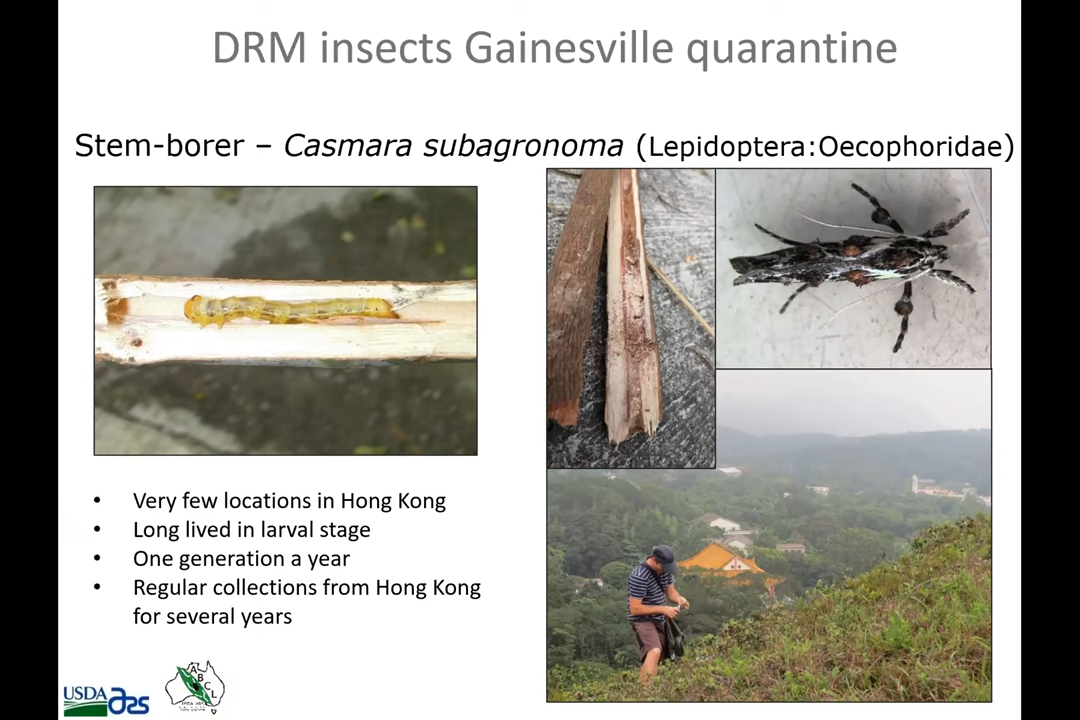 DRM insects Gainesville quarantine
Stem-borer – Casmara subagronoma (Lepidoptera:Oecophoridae)
• Very few locations in Hong Kong
• Long lived in larval stage
• One generation a year
• Regular collections from Hong Kong
for several years
USDA ars
A
B
C
L